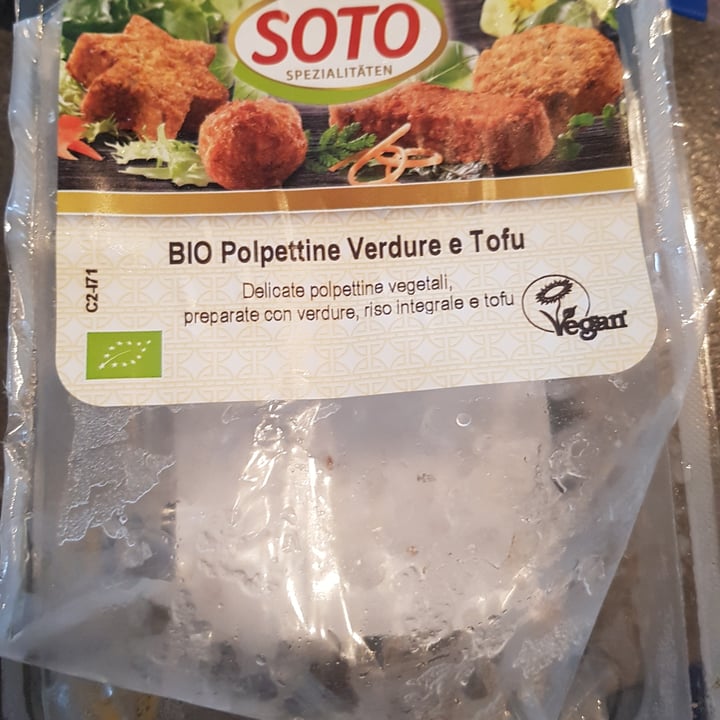 SOTO
SPEZIALITÄTEN
BIO Polpettine Verdure e Tofu
Delicate polpettine vegetali,
preparate con verdure, riso integrale e tofu
Vegan
C2-I71